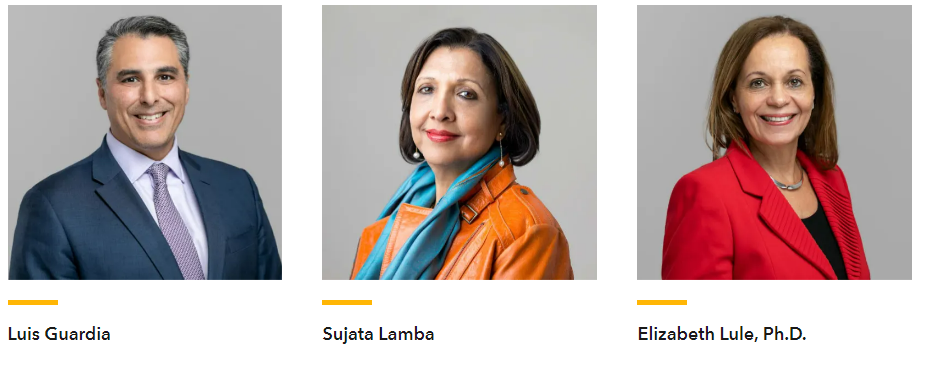 Luis Guardia
Sujata Lamba
Elizabeth Lule, Ph.D.